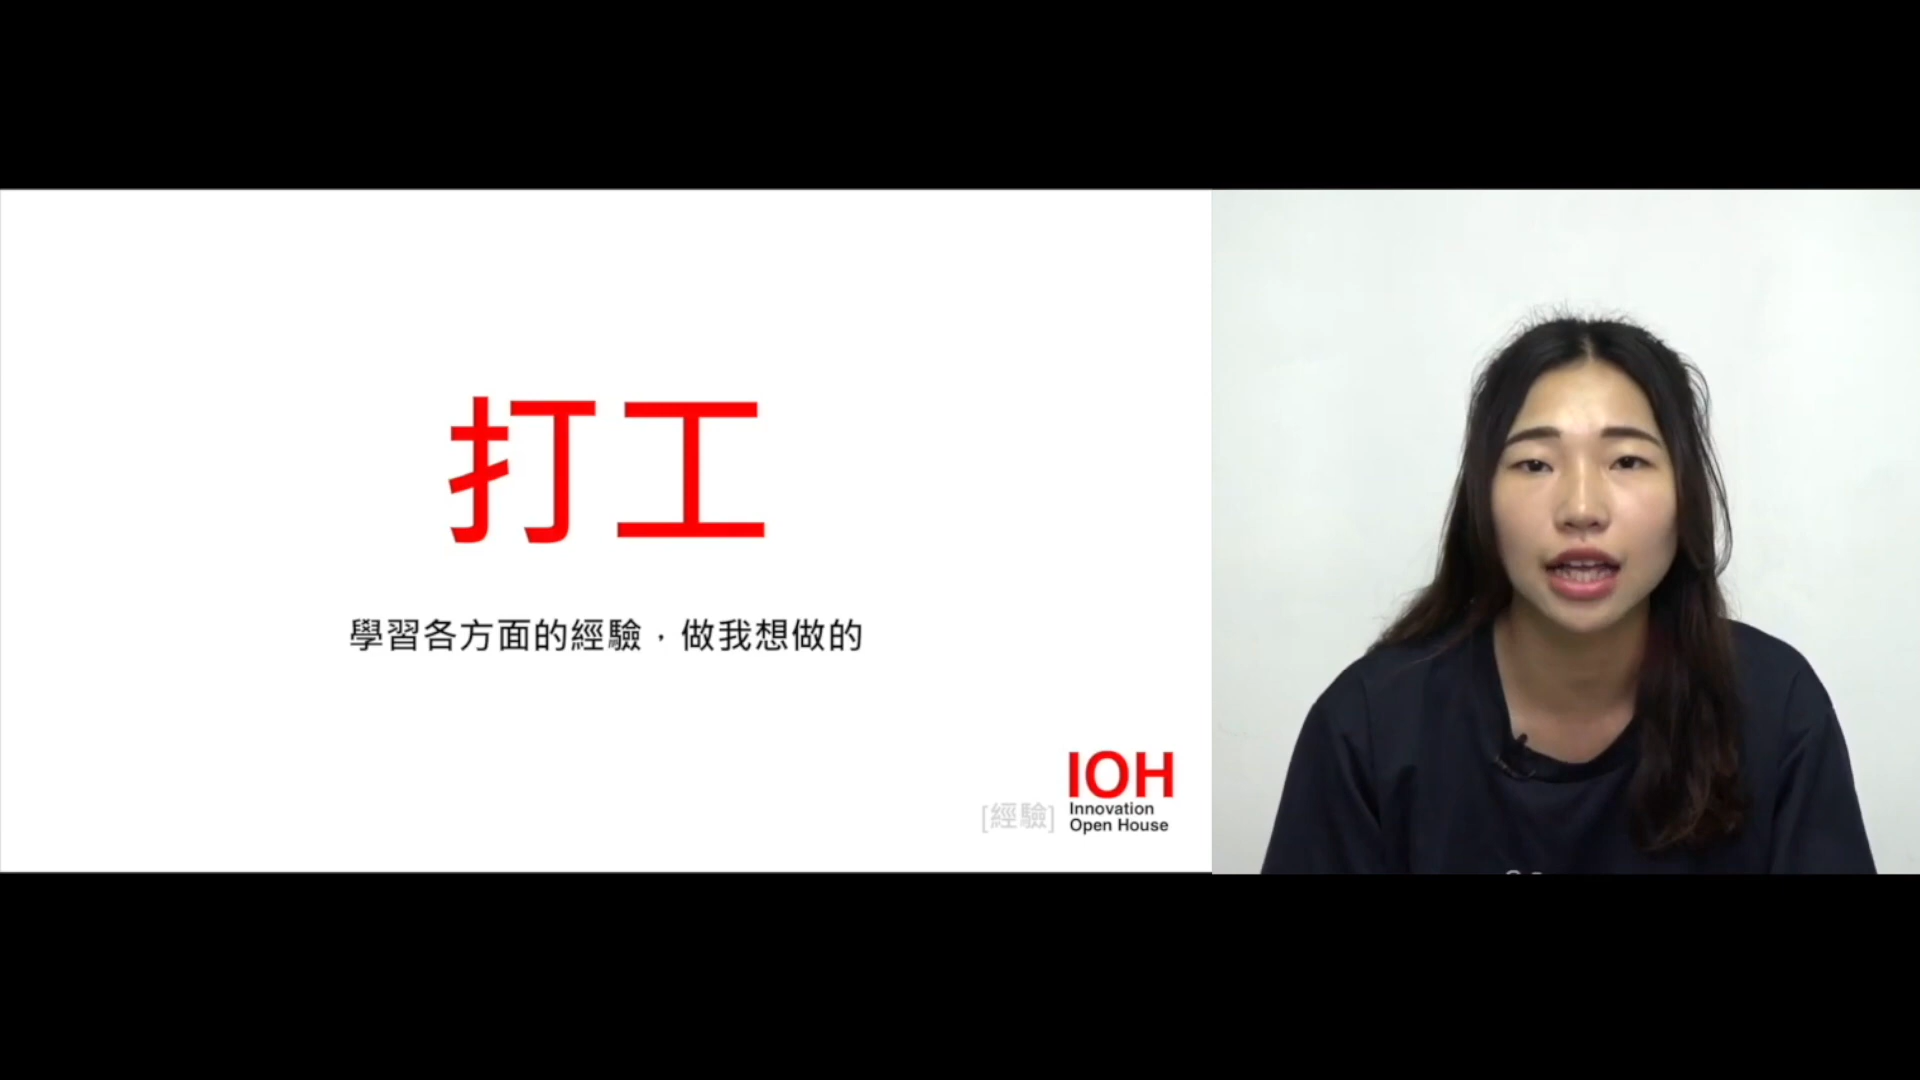 打工
學習各方面的經驗，做我想做的
[經驗]
IOH
Innovation
Open House